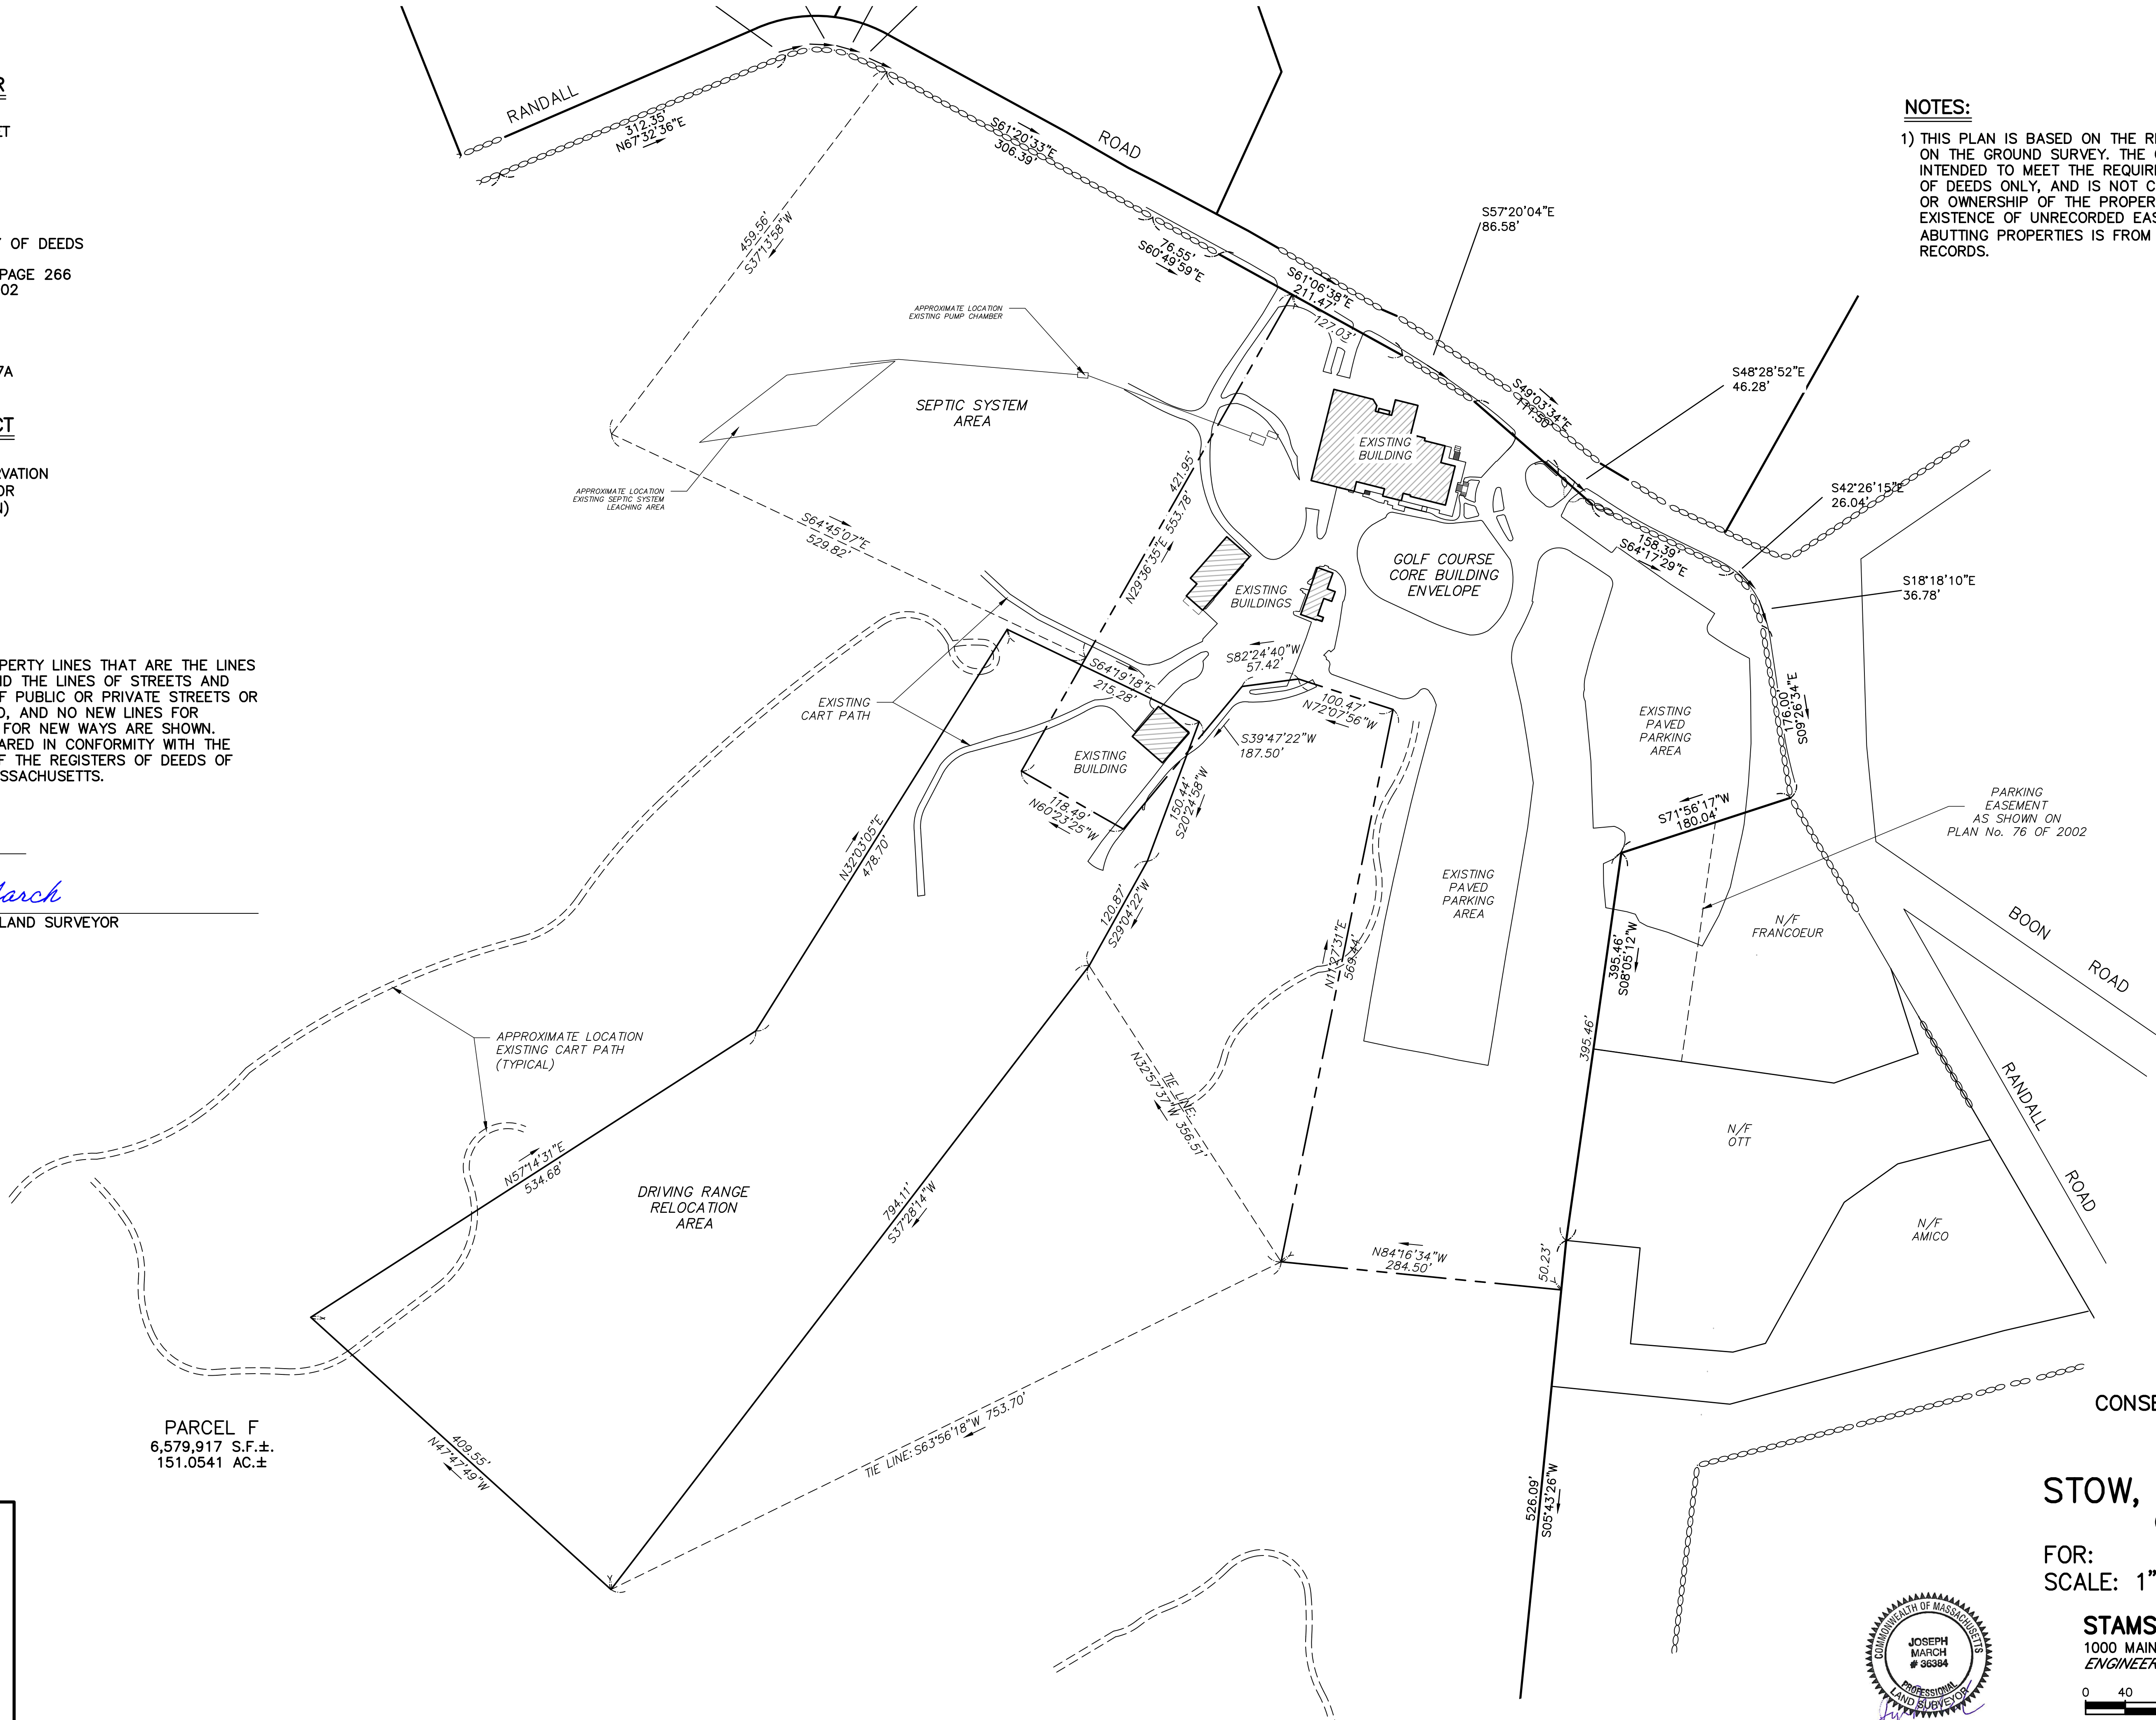 R
ET
Y OF DEEDS
PAGE 266
02
7A
CT
RVATION
OR
N)
PERTY LINES THAT ARE THE LINES
ND THE LINES OF STREETS AND
F PUBLIC OR PRIVATE STREETS OR
D, AND NO NEW LINES FOR
FOR NEW WAYS ARE SHOWN.
ARED IN CONFORMITY WITH THE
F THE REGISTERS OF DEEDS OF
SSACHUSETTS.
March
LAND SURVEYOR
RANDALL
312.35'
N67°32'36"E
S61°20'33"E
306.39'
ROAD
459.56'
S37°13'58"W
76.55'
S60°49'59"E
S57°20'04"E
86.58'
S61°06'38"E
211.47'
127.03'
APPROXIMATE LOCATION
EXISTING PUMP CHAMBER
SEPTIC SYSTEM
AREA
APPROXIMATE LOCATION
EXISTING SEPTIC SYSTEM
LEACHING AREA
S64°45'07"E
529.82'
421.95'
N29°36'35"E 553.78'
EXISTING
BUILDING
S49°03'34"E
111.50'
S48°28'52"E
46.28'
S42°26'15"E
26.04'
158.39'
S64°17'29"E
S18°18'10"E
36.78'
GOLF COURSE
CORE BUILDING
ENVELOPE
EXISTING
BUILDINGS
S82°24'40"W
57.42'
S64°19'18"E
215.28'
100.47'
N72°07'56"W
S39°47'22"W
187.50'
EXISTING
CART PATH
EXISTING
BUILDING
118.49'
N60°23'25"W
150.44'
S20°24'58"W
120.87'
S29°04'22"W
N32°03'05"E
478.70'
EXISTING
PAVED
PARKING
AREA
176.00'
S09°26'34"E
S71°56'17"W
180.04'
PARKING
EASEMENT
AS SHOWN ON
PLAN No. 76 OF 2002
EXISTING
PAVED
PARKING
AREA
N11°27'31"E
569.44'
395.46'
S08°05'12"W
N/F
FRANCOEUR
BOON
ROAD
395.46'
APPROXIMATE LOCATION
EXISTING CART PATH
(TYPICAL)
TIE LINE:
N32°57'37"W 356.51'
N/F
OTT
RANDALL
ROAD
N57°14'31"E
534.68'
DRIVING RANGE
RELOCATION
AREA
794.11'
S37°28'14"W
N/F
AMICO
N84°16'34"W
284.50'
50.23'
TIE LINE: S63°56'18"W 753.70'
409.55'
N47°47'49"W
526.09'
S05°43'26"W
PARCEL F
6,579,917 S.F.±.
151.0541 AC.±
NOTES:
1) THIS PLAN IS BASED ON THE R
ON THE GROUND SURVEY. THE
INTENDED TO MEET THE REQUIR
OF DEEDS ONLY, AND IS NOT C
OR OWNERSHIP OF THE PROPER
EXISTENCE OF UNRECORDED EAS
ABUTTING PROPERTIES IS FROM
RECORDS.
CONSE
STOW,
FOR:
SCALE: 1"
STAMS
1000 MAIN
ENGINEER
0 40
COMMONWEALTH OF MASSACHUSETTS
JOSEPH
MARCH
# 36384
PROFESSIONAL
LAND SURVEYOR